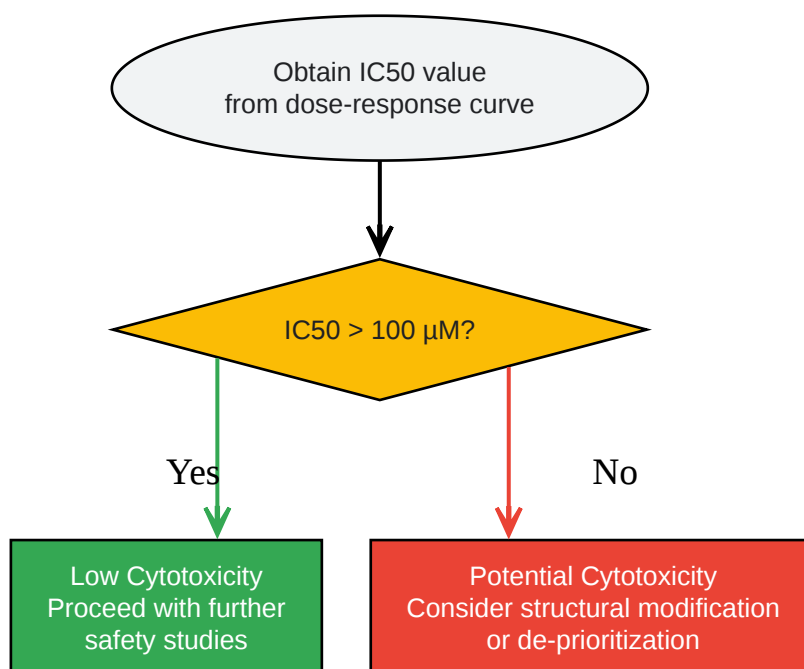 Obtain IC50 value
from dose-response curve
IC50 > 100 µM?
Yes
No
Low Cytotoxicity
Proceed with further
safety studies
Potential Cytotoxicity
Consider structural modification
or de-prioritization